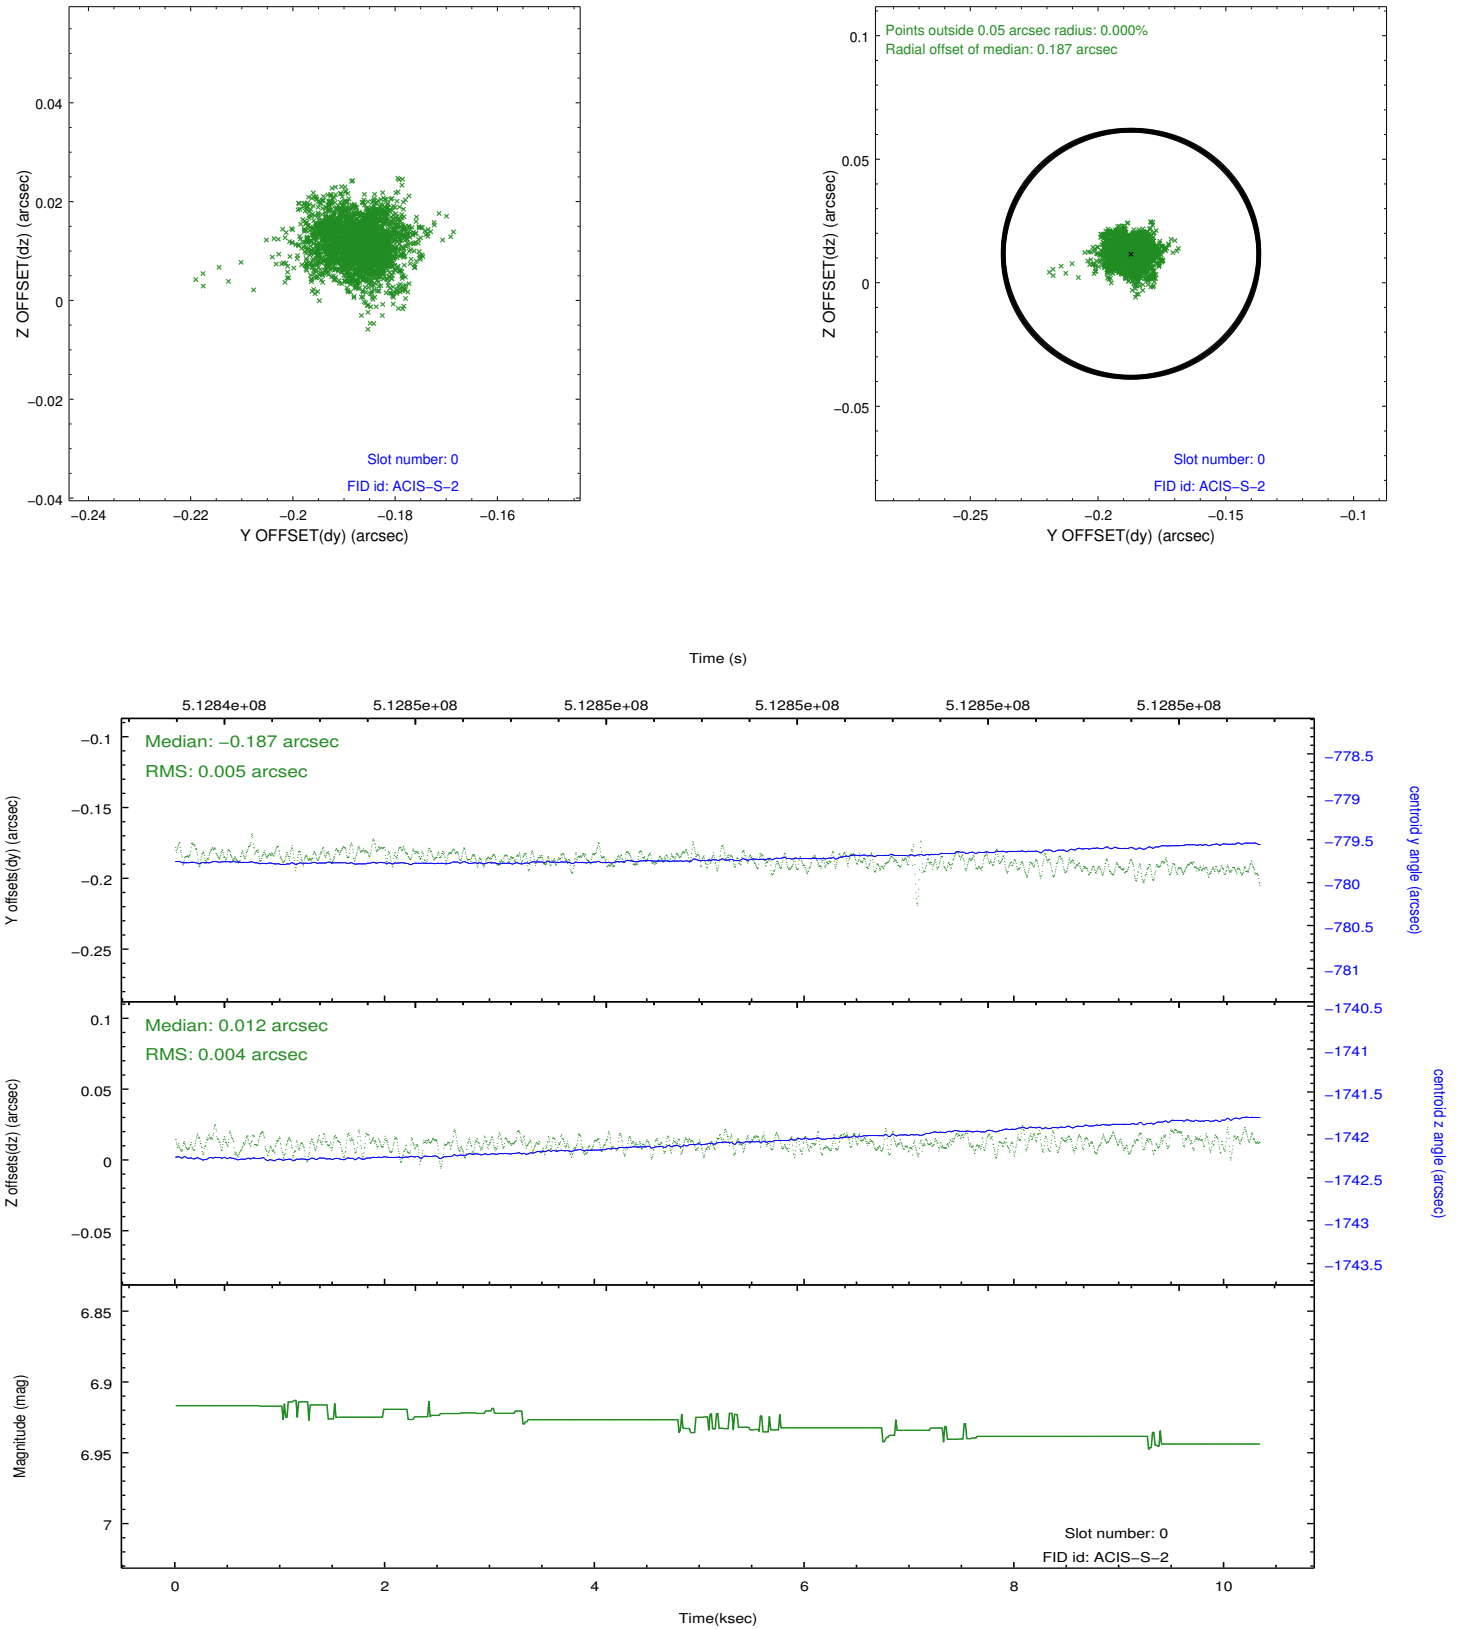 0.04
0.02
0
−0.02
−0.04
Z OFFSET(dz) (arcsec)
Slot number: 0
FID id: ACIS−S−2
−0.24
−0.22
−0.2
−0.18
−0.16
Y OFFSET(dy) (arcsec)
Points outside 0.05 arcsec radius: 0.000%
Radial offset of median: 0.187 arcsec
0.1
0.05
0
−0.05
Z OFFSET(dz) (arcsec)
Slot number: 0
FID id: ACIS−S−2
−0.25
−0.2
−0.15
−0.1
Y OFFSET(dy) (arcsec)
Time (s)
5.1284e+08
5.1285e+08
5.1285e+08
5.1285e+08
5.1285e+08
5.1285e+08
Median: −0.187 arcsec
RMS: 0.005 arcsec
−0.1
−0.15
−0.2
−0.25
Y offsets(dy) (arcsec)
−778.5
−779
−779.5
−780
−780.5
−781
centroid y angle (arcsec)
Median: 0.012 arcsec
RMS: 0.004 arcsec
0.1
0.05
0
−0.05
Z offsets(dz) (arcsec)
−1740.5
−1741
−1741.5
−1742
−1742.5
−1743
−1743.5
centroid z angle (arcsec)
6.85
6.9
6.95
7
Magnitude (mag)
Slot number: 0
FID id: ACIS−S−2
0
2
4
6
8
10
Time(ksec)